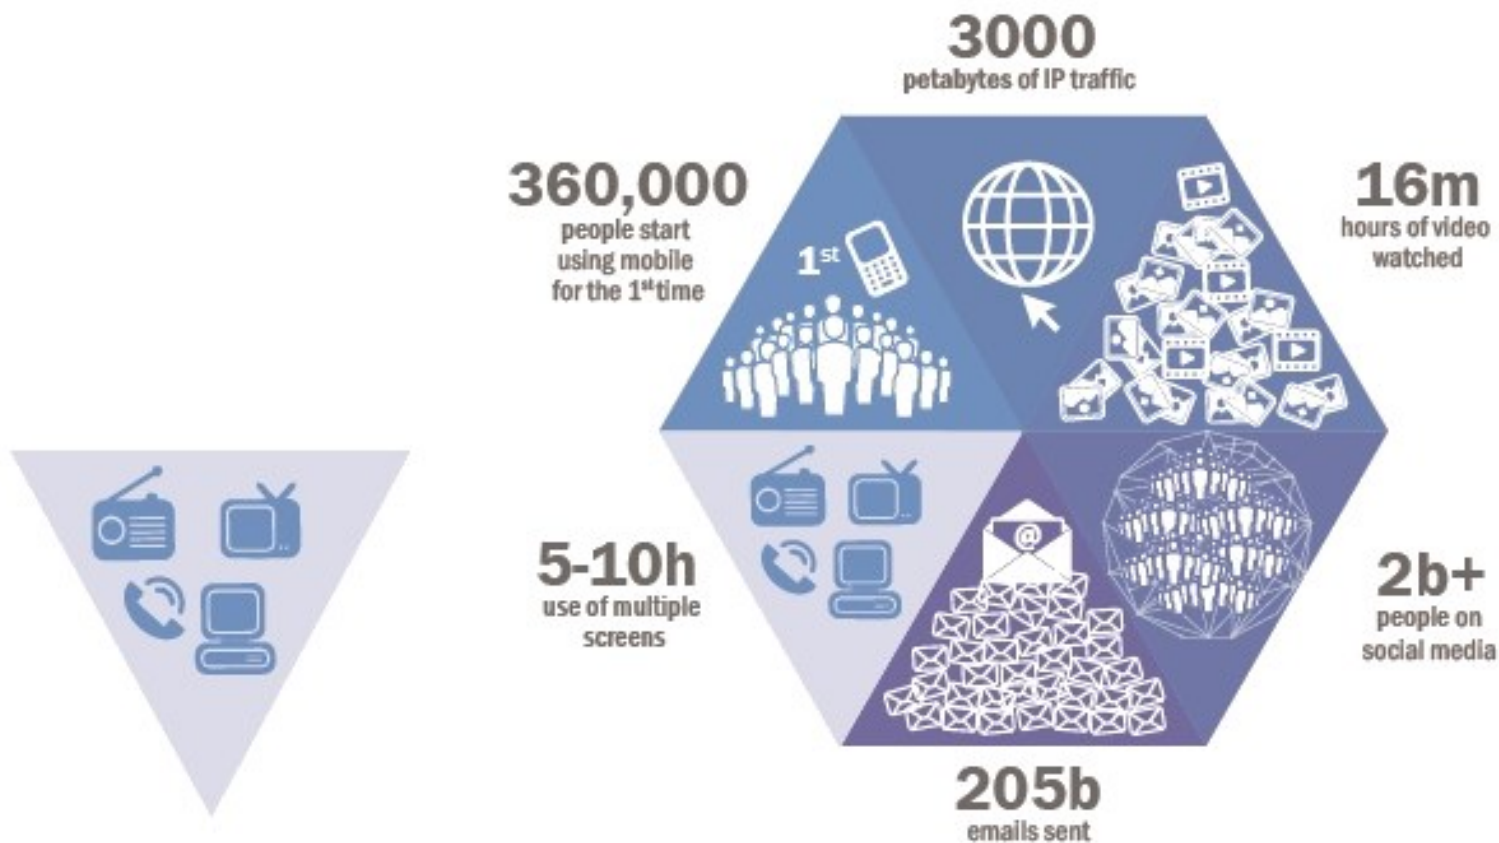 3000
petabytes of IP traffic
360,000
people start
using mobile
for the 1st time
1st
16m
hours of video
watched
5-10h
use of multiple
screens
@
2b+
people on
social media
205b
emails sent